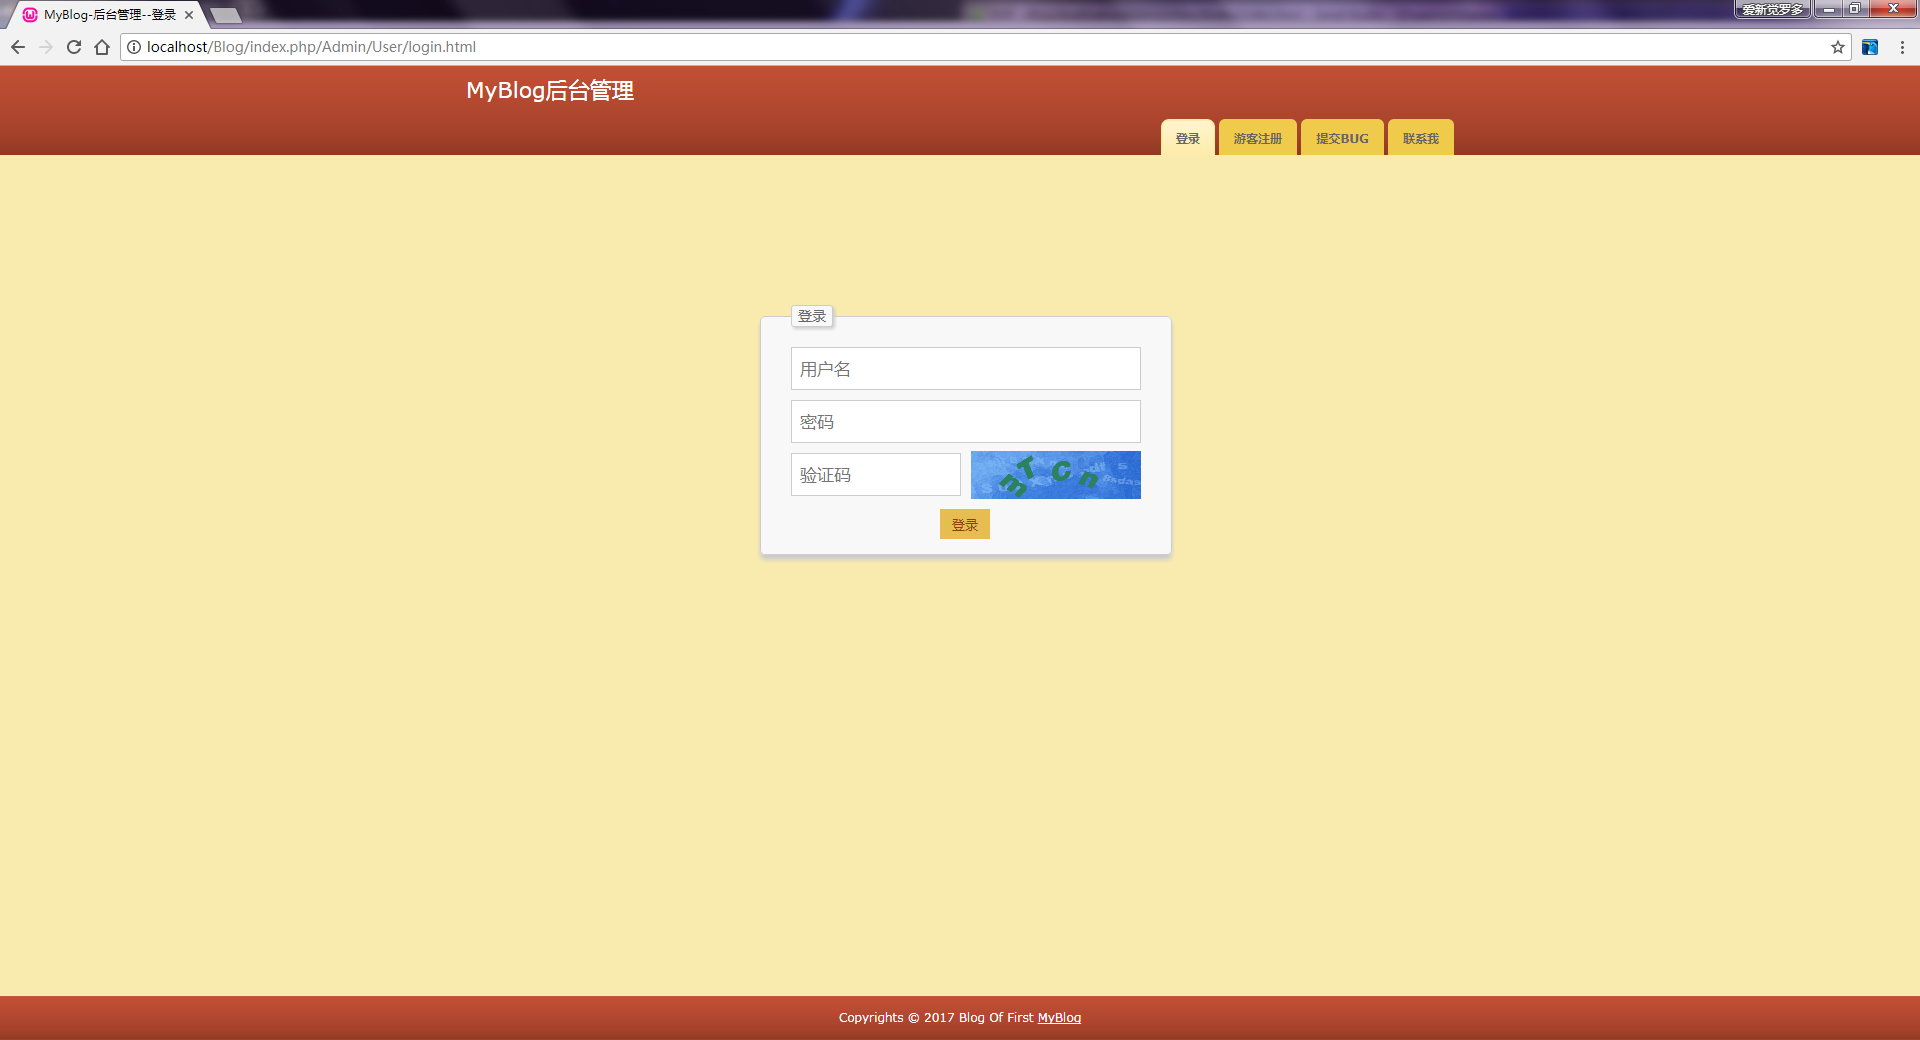 MyBlog-后台管理--登录
爱新觉罗多
localhost/Blog/index.php/Admin/User/login.html
MyBlog后台管理
登录 游客注册 提交BUG 联系我
登录
用户名
密码
验证码
mTCn
登录
Copyrights © 2017 Blog Of First MyBlog